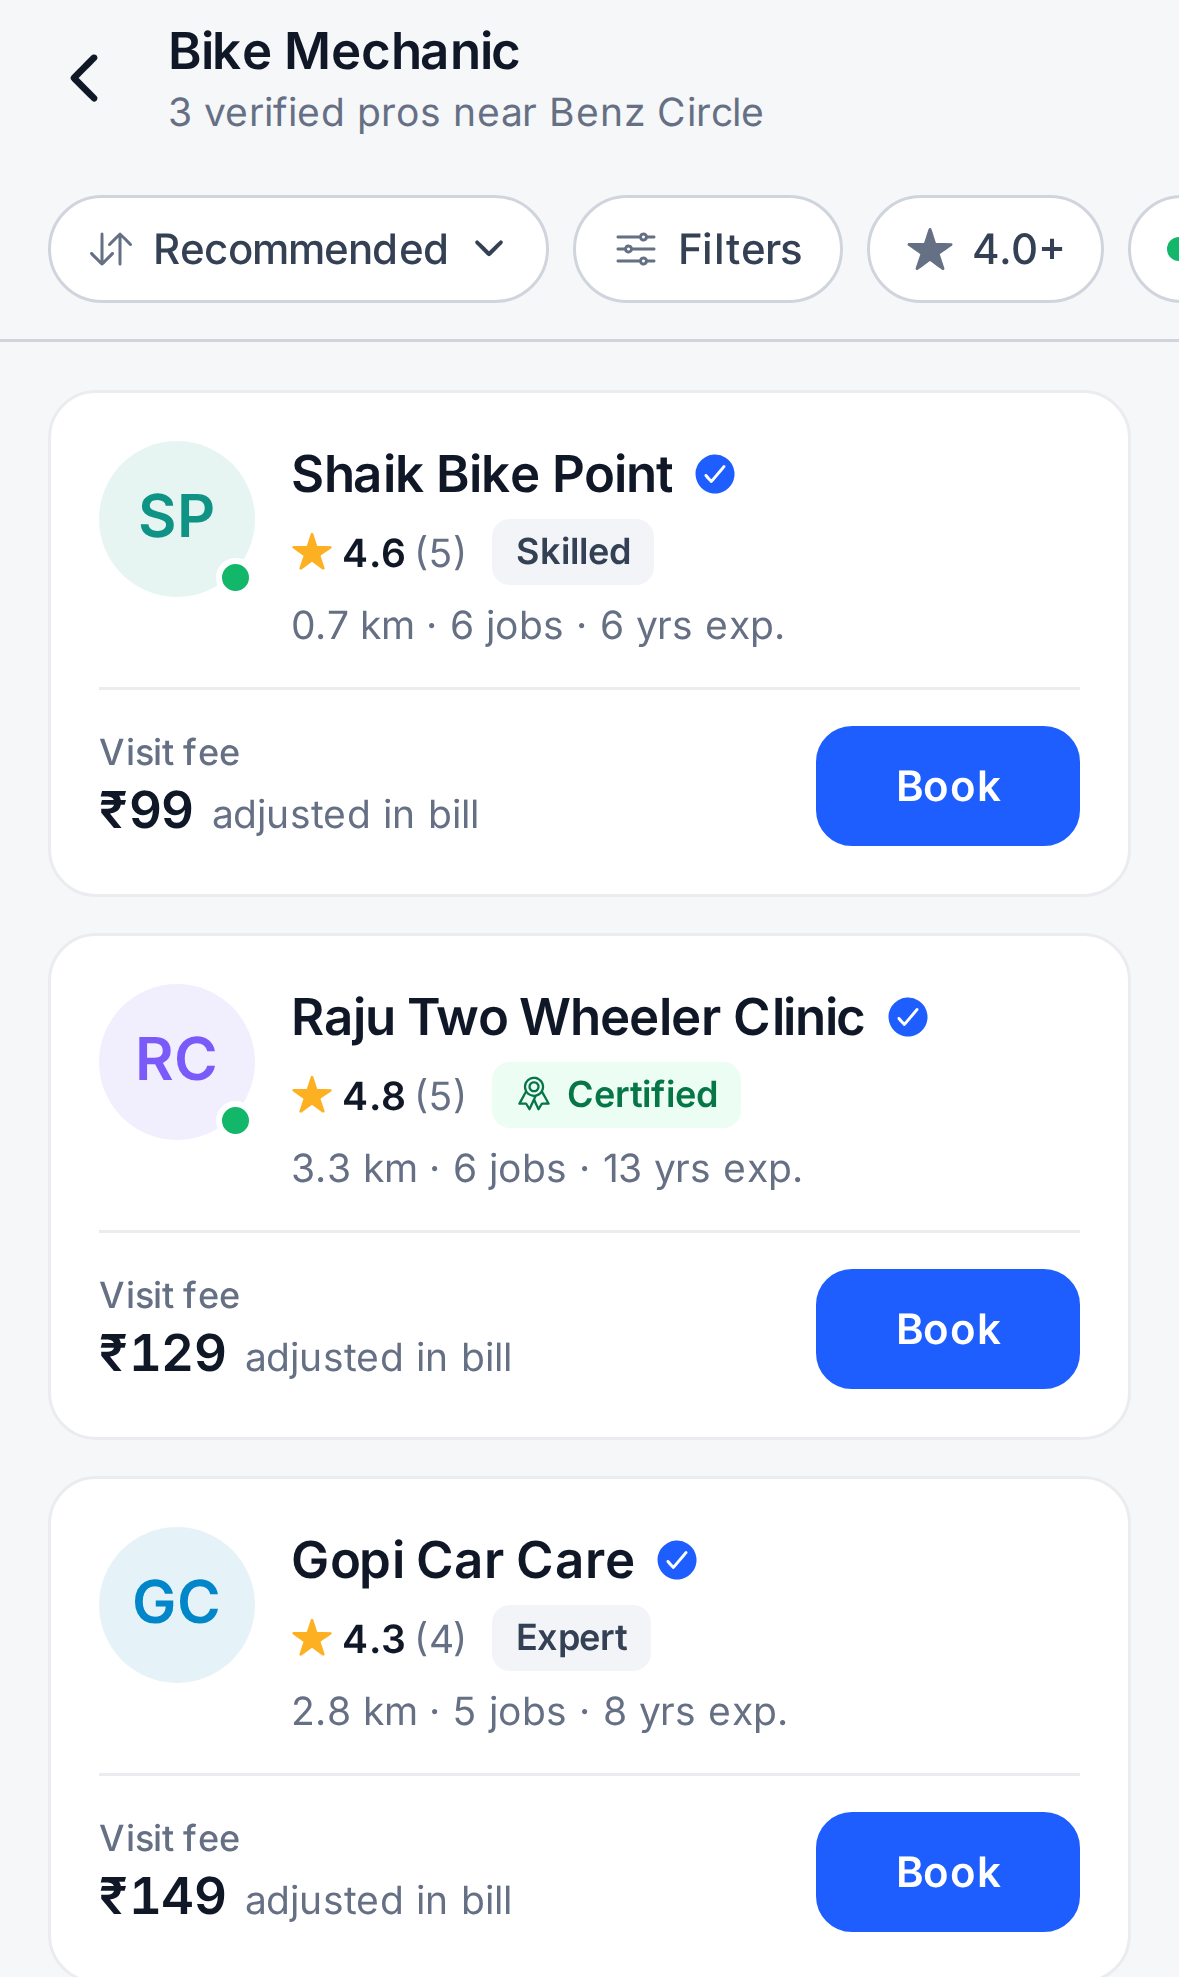 Bike Mechanic
3 verified pros near Benz Circle
Recommended
Filters
4.0+
SP
Shaik Bike Point
4.6 (5) Skilled
0.7 km · 6 jobs · 6 yrs exp.
Visit fee
₹99 adjusted in bill
Book
RC
Raju Two Wheeler Clinic
4.8 (5) Certified
3.3 km · 6 jobs · 13 yrs exp.
Visit fee
₹129 adjusted in bill
Book
GC
Gopi Car Care
4.3 (4) Expert
2.8 km · 5 jobs · 8 yrs exp.
Visit fee
₹149 adjusted in bill
Book